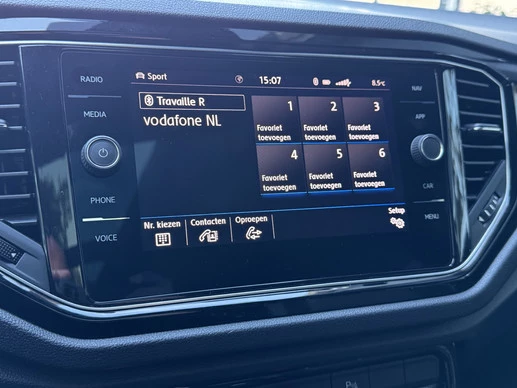 RADIO
MEDIA
PHONE
VOICE
Sport
15:07
8.5°C
Travaille R
vodafone NL
1
Favoriet
toevoegen
2
Favoriet
toevoegen
3
Favoriet
toevoegen
4
Favoriet
toevoegen
5
Favoriet
toevoegen
6
Favoriet
toevoegen
Nr. kiezen
Contacten
Oproepen
Setup
NAV
APP
CAR
MENU